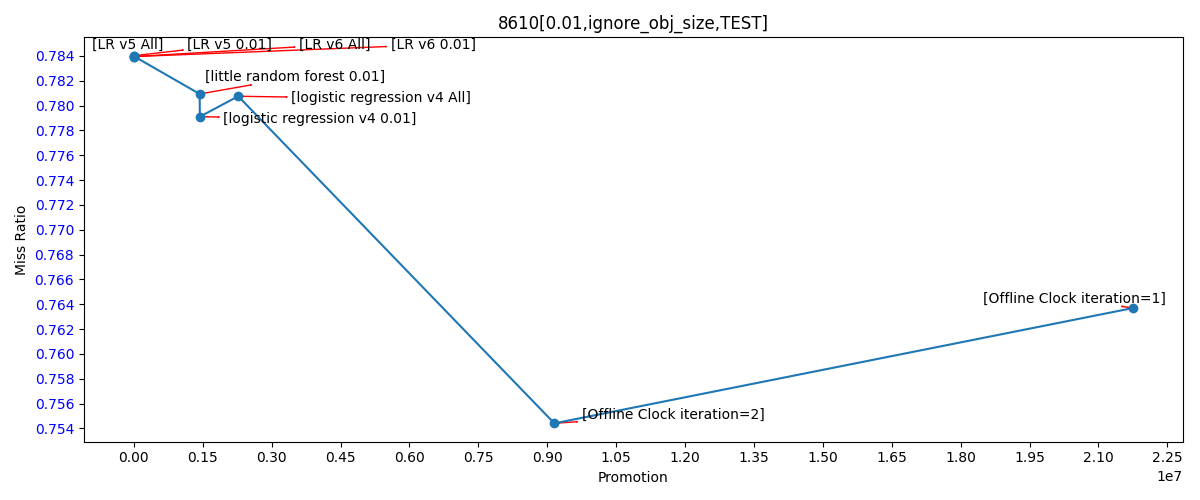 8610[0.01,ignore_obj_size,TEST]
[LR v5 All] [LR v5 0.01] [LR v6 All] [LR v6 0.01]
[little random forest 0.01]
[logistic regression v4 All]
[logistic regression v4 0.01]
[Offline Clock iteration=1]
[Offline Clock iteration=2]
Miss Ratio
0.784
0.782
0.780
0.778
0.776
0.774
0.772
0.770
0.768
0.766
0.764
0.762
0.760
0.758
0.756
0.754
0.00 0.15 0.30 0.45 0.60 0.75 0.90 1.05 1.20 1.35 1.50 1.65 1.80 1.95 2.10 2.25
1e7
Promotion